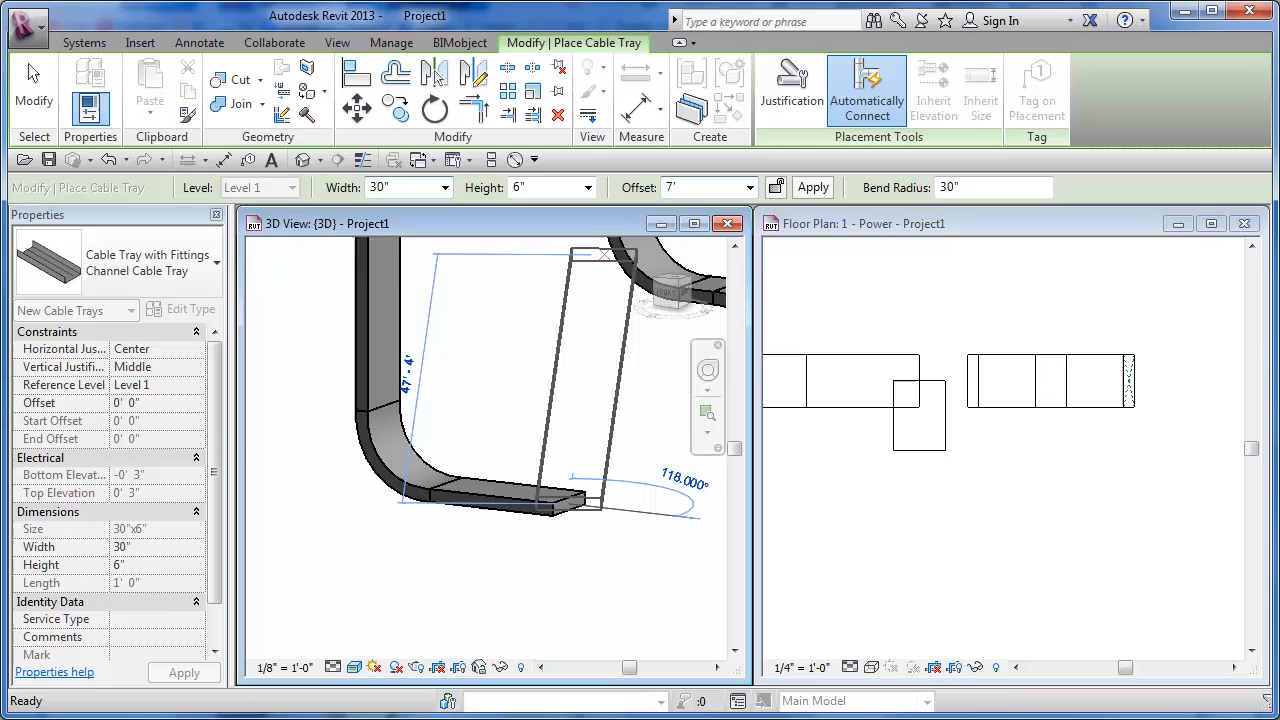 Autodesk Revit 2013 - Project1
Type a keyword or phrase
Sign In
Systems Insert Annotate Collaborate View Manage BIMobject Modify | Place Cable Tray
Modify Paste Cut Join
Justification Automatically Connect Inherit Elevation Inherit Size Tag on Placement
Select Properties Clipboard Geometry Modify View Measure Create Placement Tools Tag
Modify | Place Cable Tray Level: Level 1 Width: 30" Height: 6" Offset: 7' Apply Bend Radius: 30"
Properties
Cable Tray with Fittings
Channel Cable Tray
New Cable Trays Edit Type
Constraints
Horizontal Jus... Center
Vertical Justifi... Middle
Reference Level Level 1
Offset 0' 0"
Start Offset 0' 0"
End Offset 0' 0"
Electrical
Bottom Elevat... -0' 3"
Top Elevation 0' 3"
Dimensions
Size 30"x6"
Width 30"
Height 6"
Length 1' 0"
Identity Data
Service Type
Comments
Mark
Properties help Apply
3D View: {3D} - Project1
47' - 4'
118.000°
FRONT
1/8" = 1'-0"
Floor Plan: 1 - Power - Project1
1/4" = 1'-0"
Ready
:0
Main Model